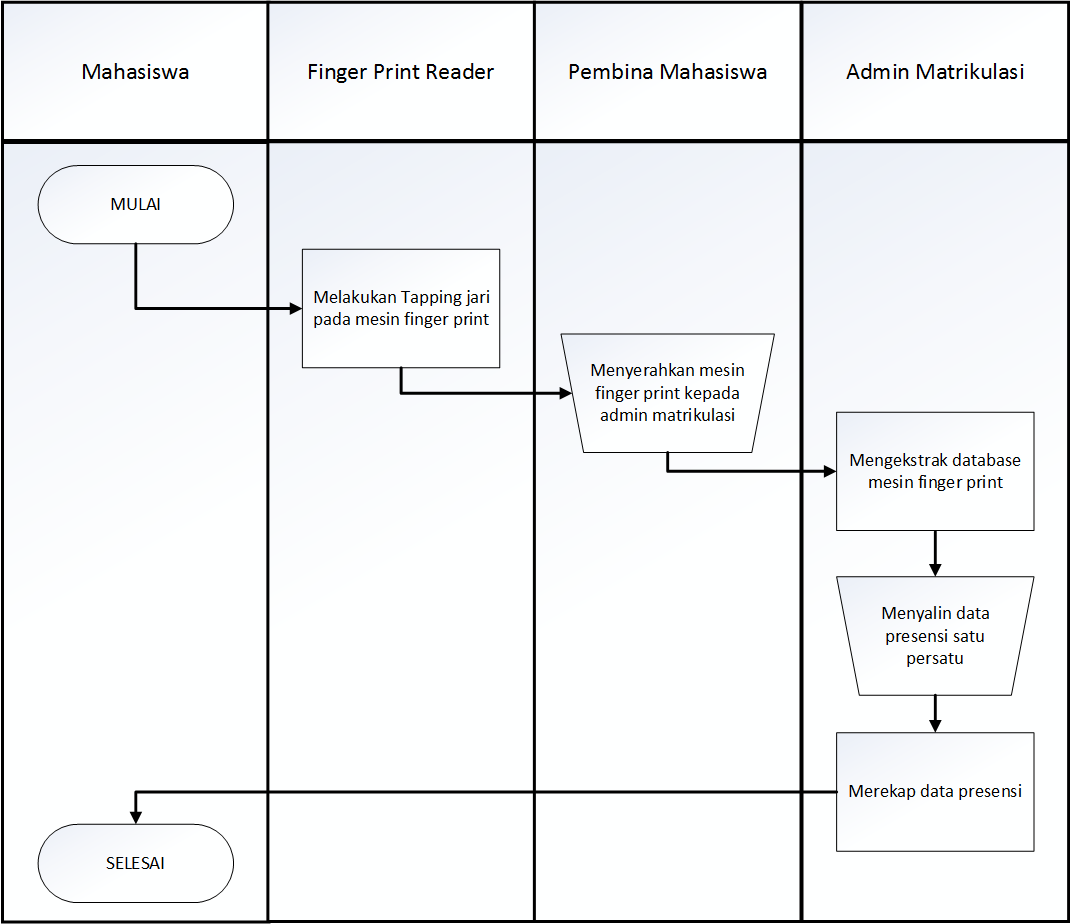 Mahasiswa
Finger Print Reader
Pembina Mahasiswa
Admin Matrikulasi
MULAI
Melakukan Tapping jari
pada mesin finger print
Menyerahkan mesin
finger print kepada
admin matrikulasi
Mengekstrak database
mesin finger print
Menyalin data
presensi satu
persatu
Merekap data presensi
SELESAI